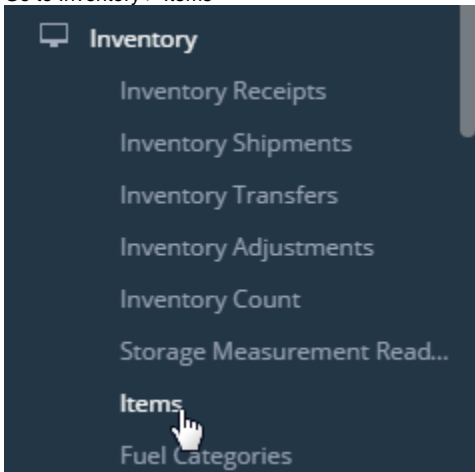 Inventory
Inventory Receipts
Inventory Shipments
Inventory Transfers
Inventory Adjustments
Inventory Count
Storage Measurement Read...
Items
Fuel Categories